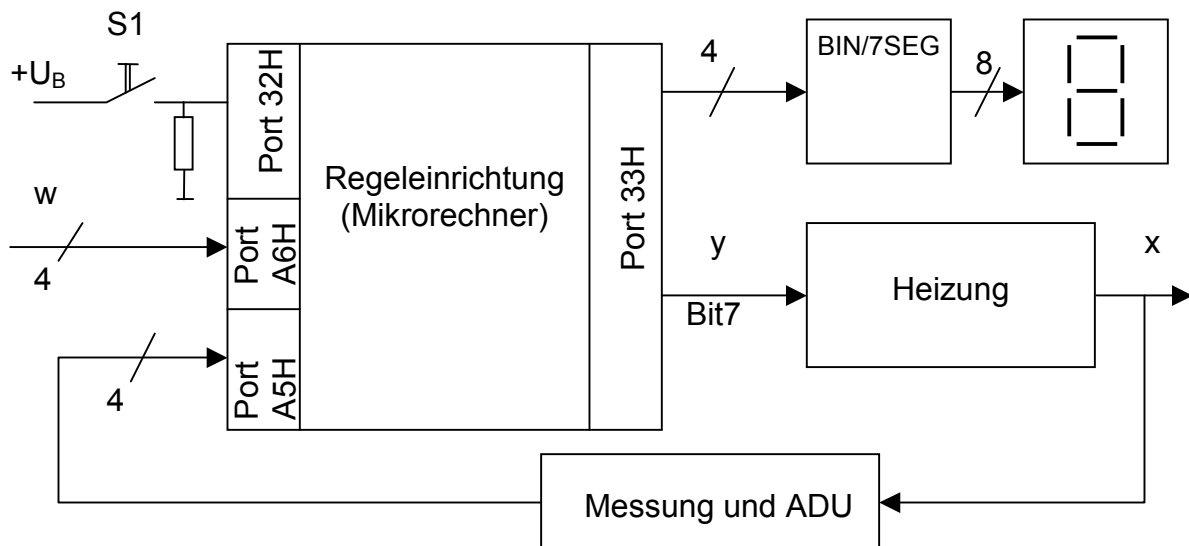 S1
+U_B
Port 32H
w
4
Port
A6H
4
Port
A5H
Regeleinrichtung
(Mikrorechner)
Port 33H
4
BIN/7SEG
8
y
Bit7
Heizung
x
Messung und ADU